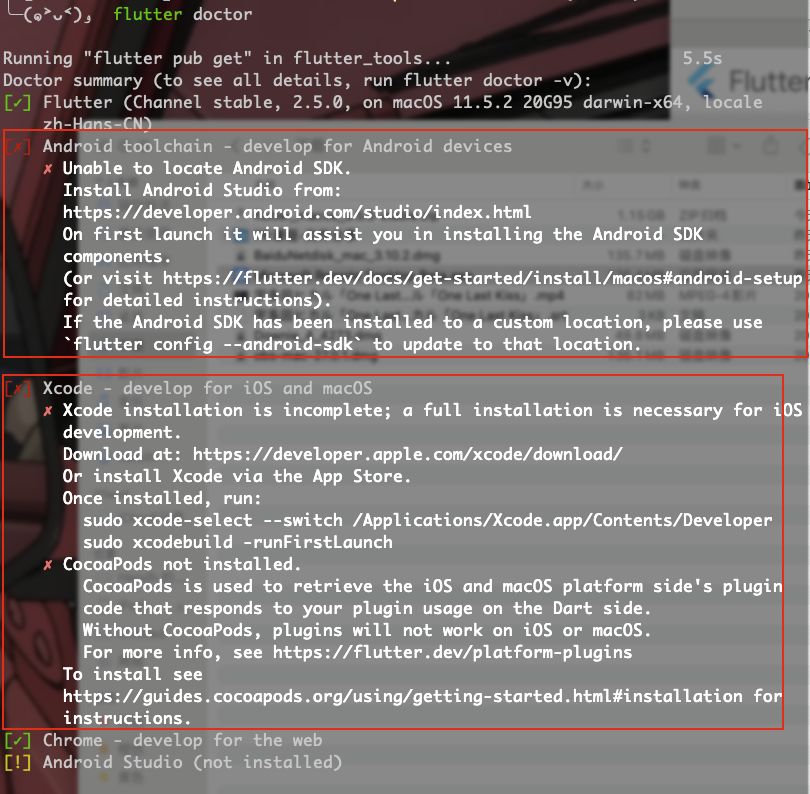 ╰─(๑>ᴗ<), flutter doctor
Running "flutter pub get" in flutter_tools... 5.5s
Doctor summary (to see all details, run flutter doctor -v):
[✓] Flutter (Channel stable, 2.5.0, on macOS 11.5.2 20G95 darwin-x64, locale
zh-Hans-CN)
[✗] Android toolchain - develop for Android devices
✗ Unable to locate Android SDK.
Install Android Studio from:
https://developer.android.com/studio/index.html
On first launch it will assist you in installing the Android SDK
components.
(or visit https://flutter.dev/docs/get-started/install/macos#android-setup
for detailed instructions).
If the Android SDK has been installed to a custom location, please use
`flutter config --android-sdk` to update to that location.
[✗] Xcode - develop for iOS and macOS
✗ Xcode installation is incomplete; a full installation is necessary for iOS
development.
Download at: https://developer.apple.com/xcode/download/
Or install Xcode via the App Store.
Once installed, run:
sudo xcode-select --switch /Applications/Xcode.app/Contents/Developer
sudo xcodebuild -runFirstLaunch
✗ CocoaPods not installed.
CocoaPods is used to retrieve the iOS and macOS platform side's plugin
code that responds to your plugin usage on the Dart side.
Without CocoaPods, plugins will not work on iOS or macOS.
For more info, see https://flutter.dev/platform-plugins
To install see
https://guides.cocoapods.org/using/getting-started.html#installation for
instructions.
[✓] Chrome - develop for the web
[!] Android Studio (not installed)
Flutter